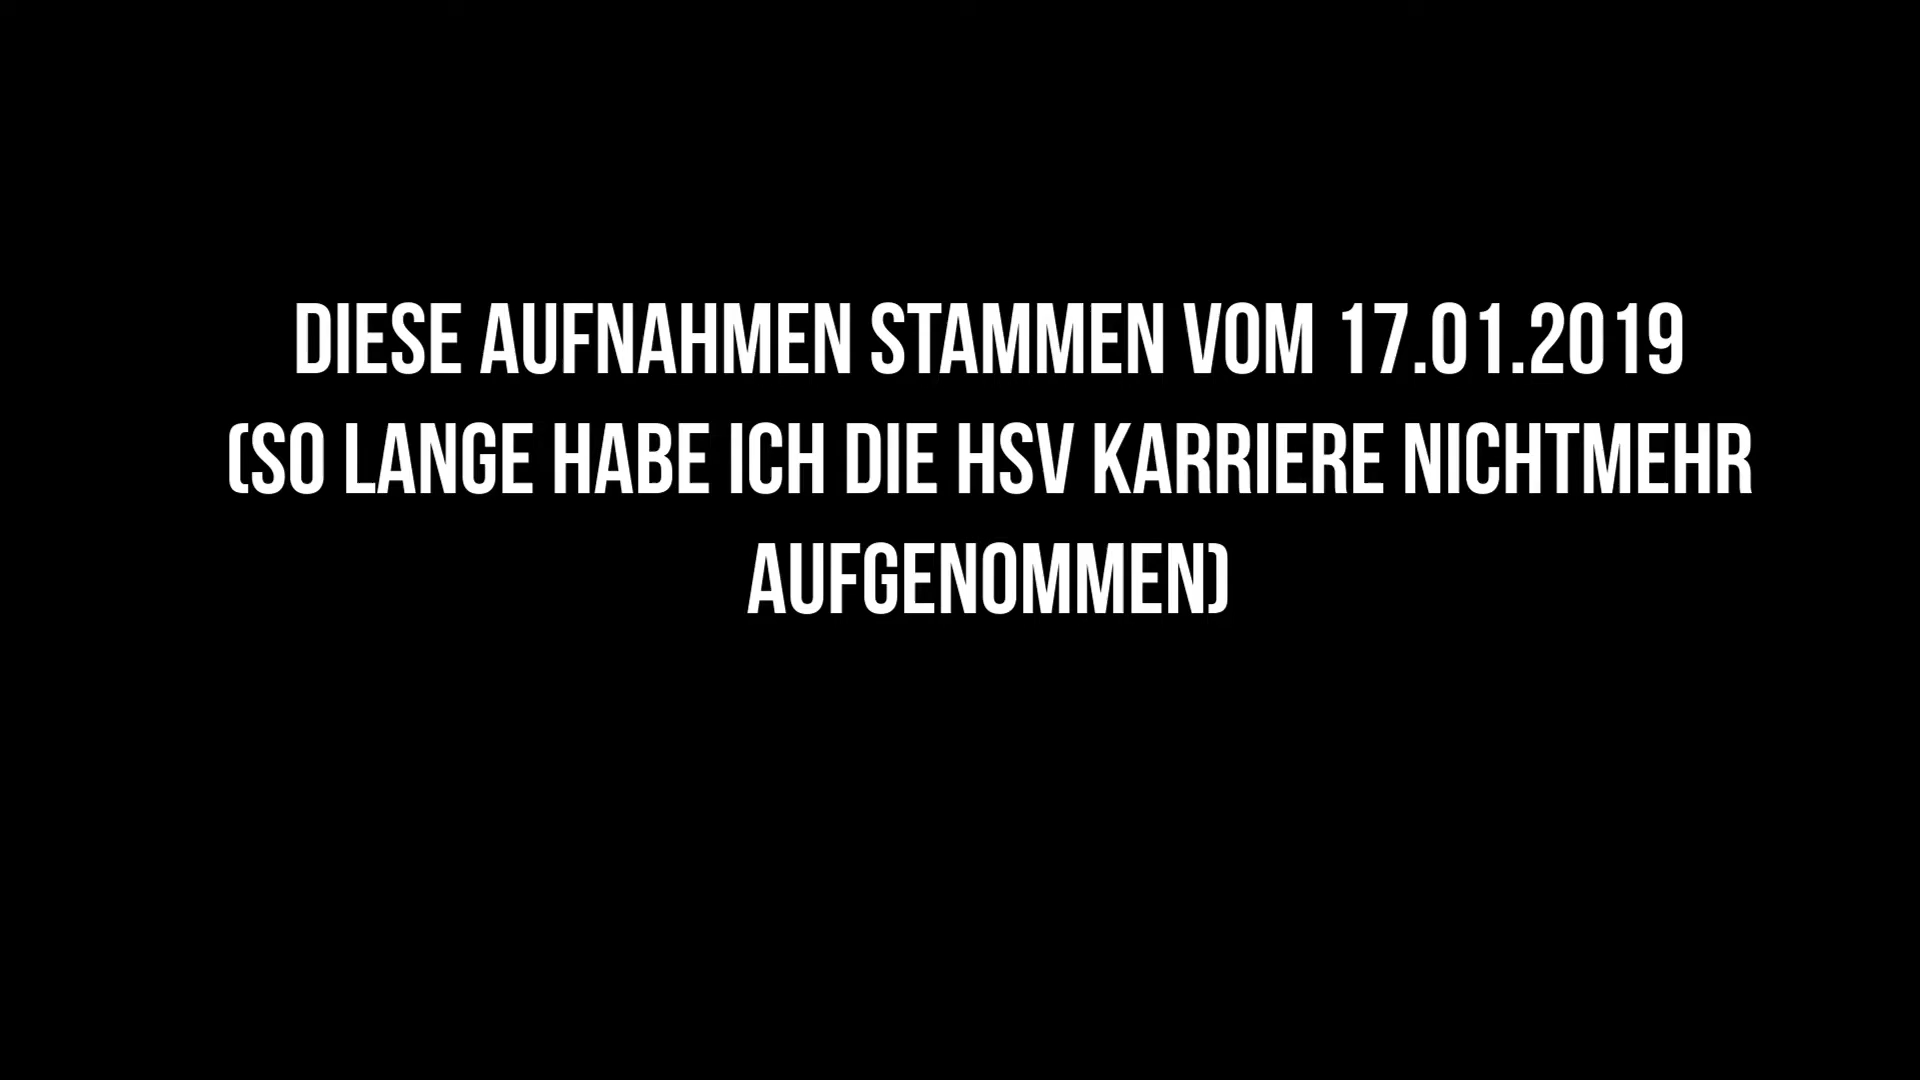 DIESE AUFNAHMEN STAMMEN VOM 17.01.2019
(SO LANGE HABE ICH DIE HSV KARRIERE NICHTMEHR
AUFGENOMMEN)